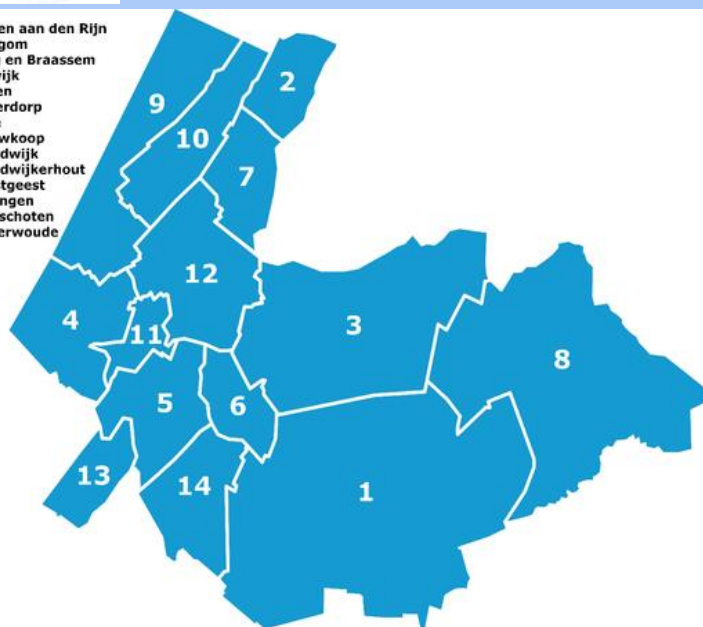 en aan den Rijn
gom
en Braassem
ijk
en
erdorp
wkoop
dwijk
dwijkerhout
tgeest
ngen
schoten
erwoude
9
2
10
7
12
4
11
3
8
5
6
13
14
1